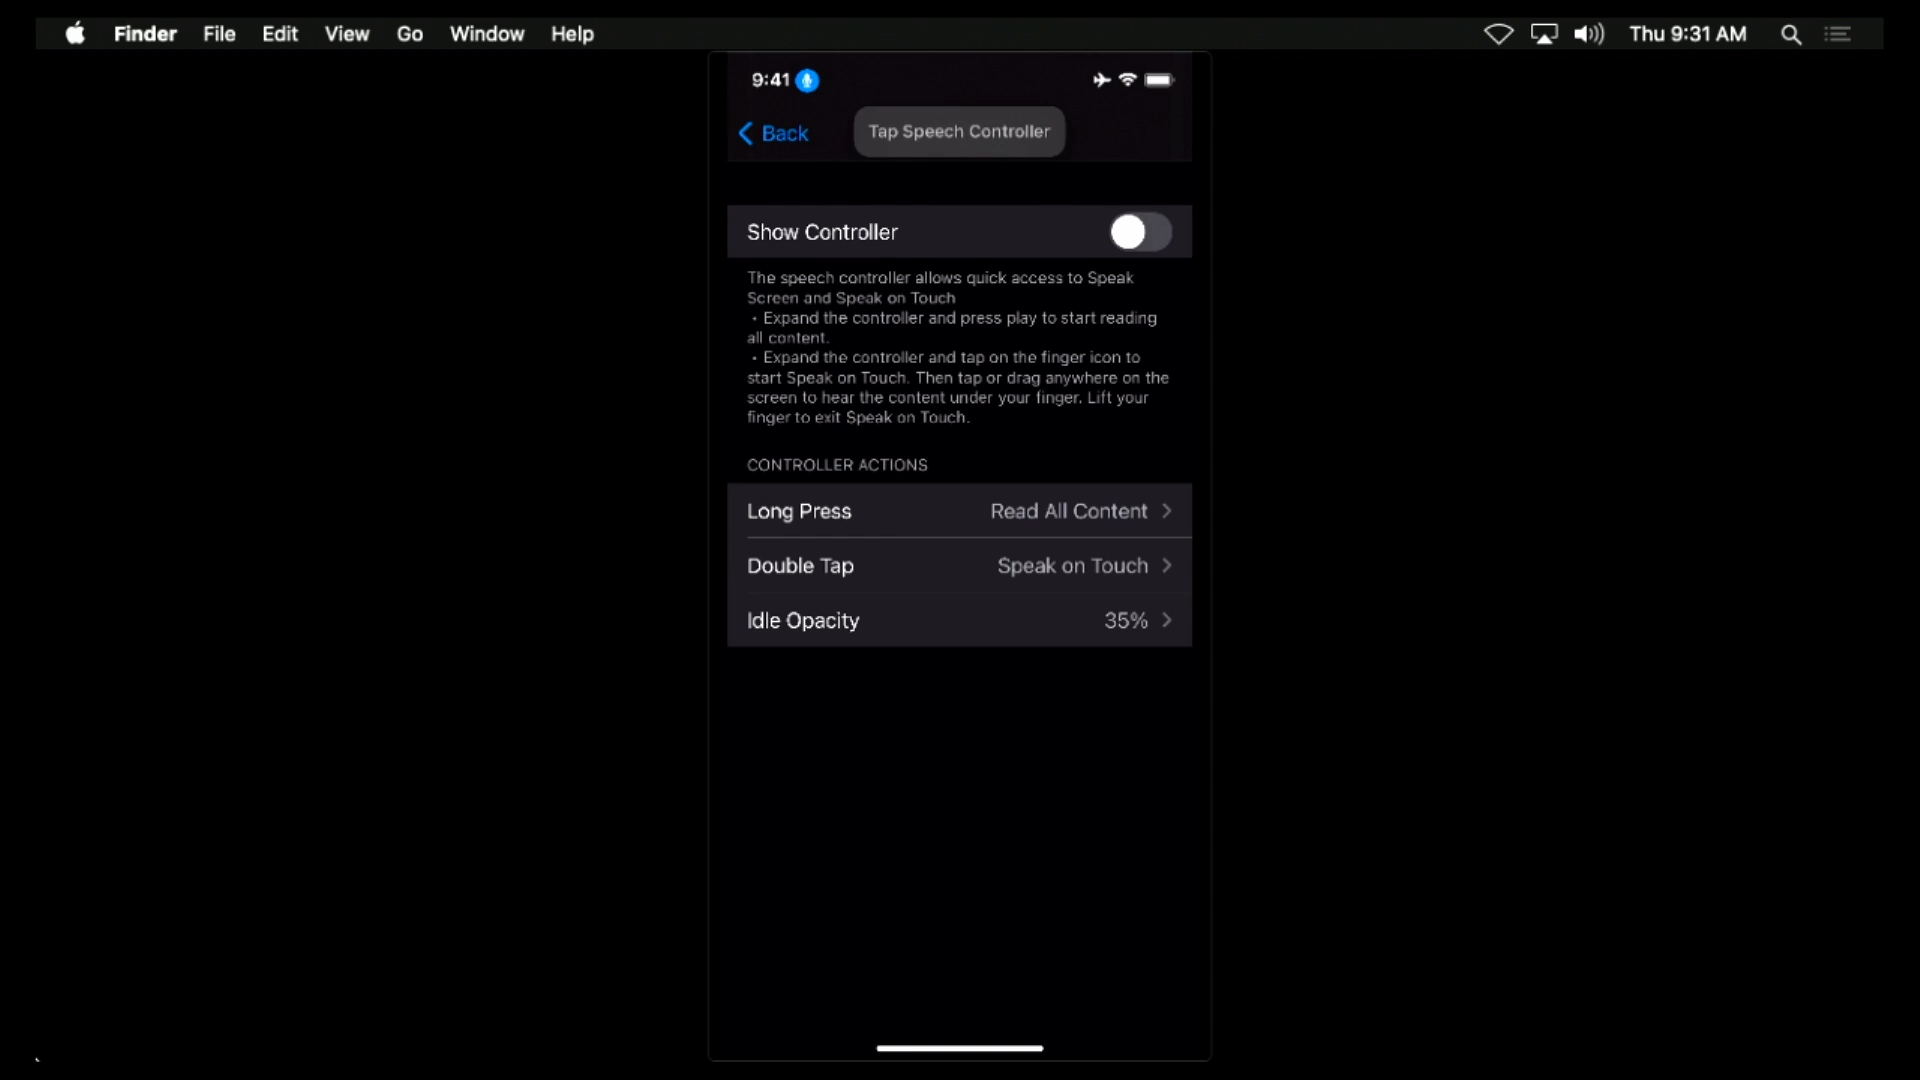 Finder File Edit View Go Window Help Thu 9:31 AM
9:41
Back Tap Speech Controller
Show Controller
The speech controller allows quick access to Speak
Screen and Speak on Touch
• Expand the controller and press play to start reading
all content.
• Expand the controller and tap on the finger icon to
start Speak on Touch. Then tap or drag anywhere on the
screen to hear the content under your finger. Lift your
finger to exit Speak on Touch.
CONTROLLER ACTIONS
Long Press Read All Content
Double Tap Speak on Touch
Idle Opacity 35%